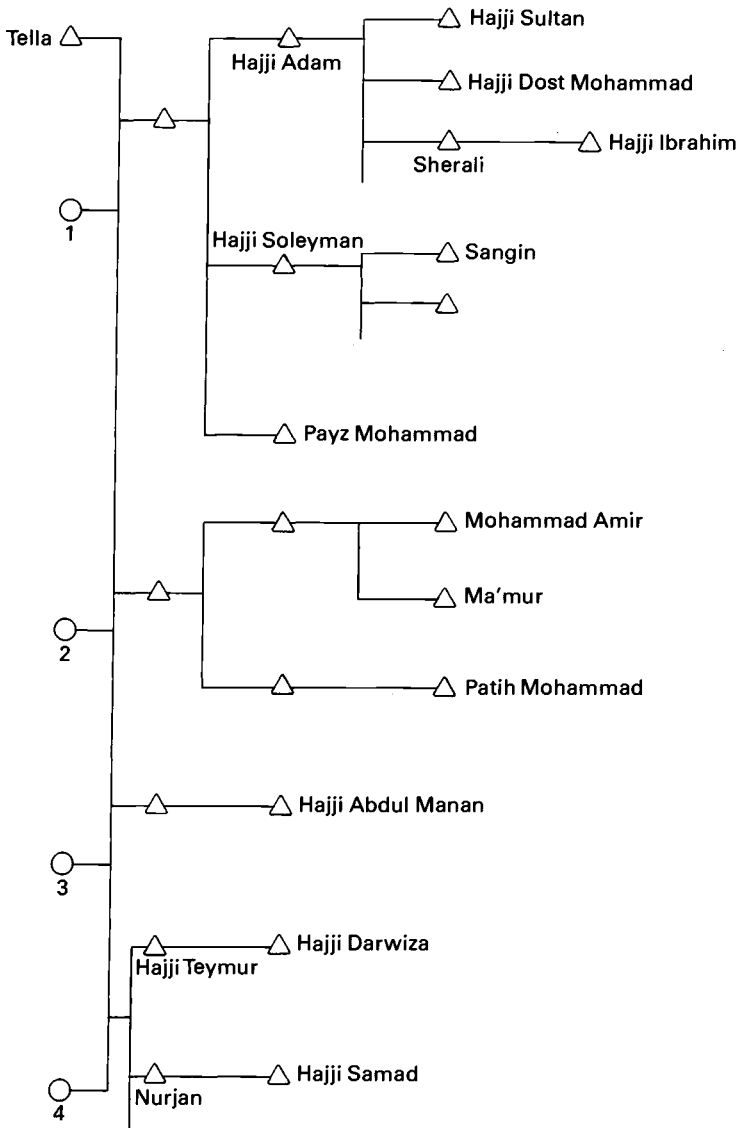 Tella
Hajji Adam
Hajji Sultan
Hajji Dost Mohammad
Sherali
Hajji Ibrahim
1
Hajji Soleyman
Sangin
Payz Mohammad
Mohammad Amir
Ma'mur
2
Patih Mohammad
Hajji Abdul Manan
3
Hajji Darwiza
Hajji Teymur
Hajji Samad
Nurjan
4